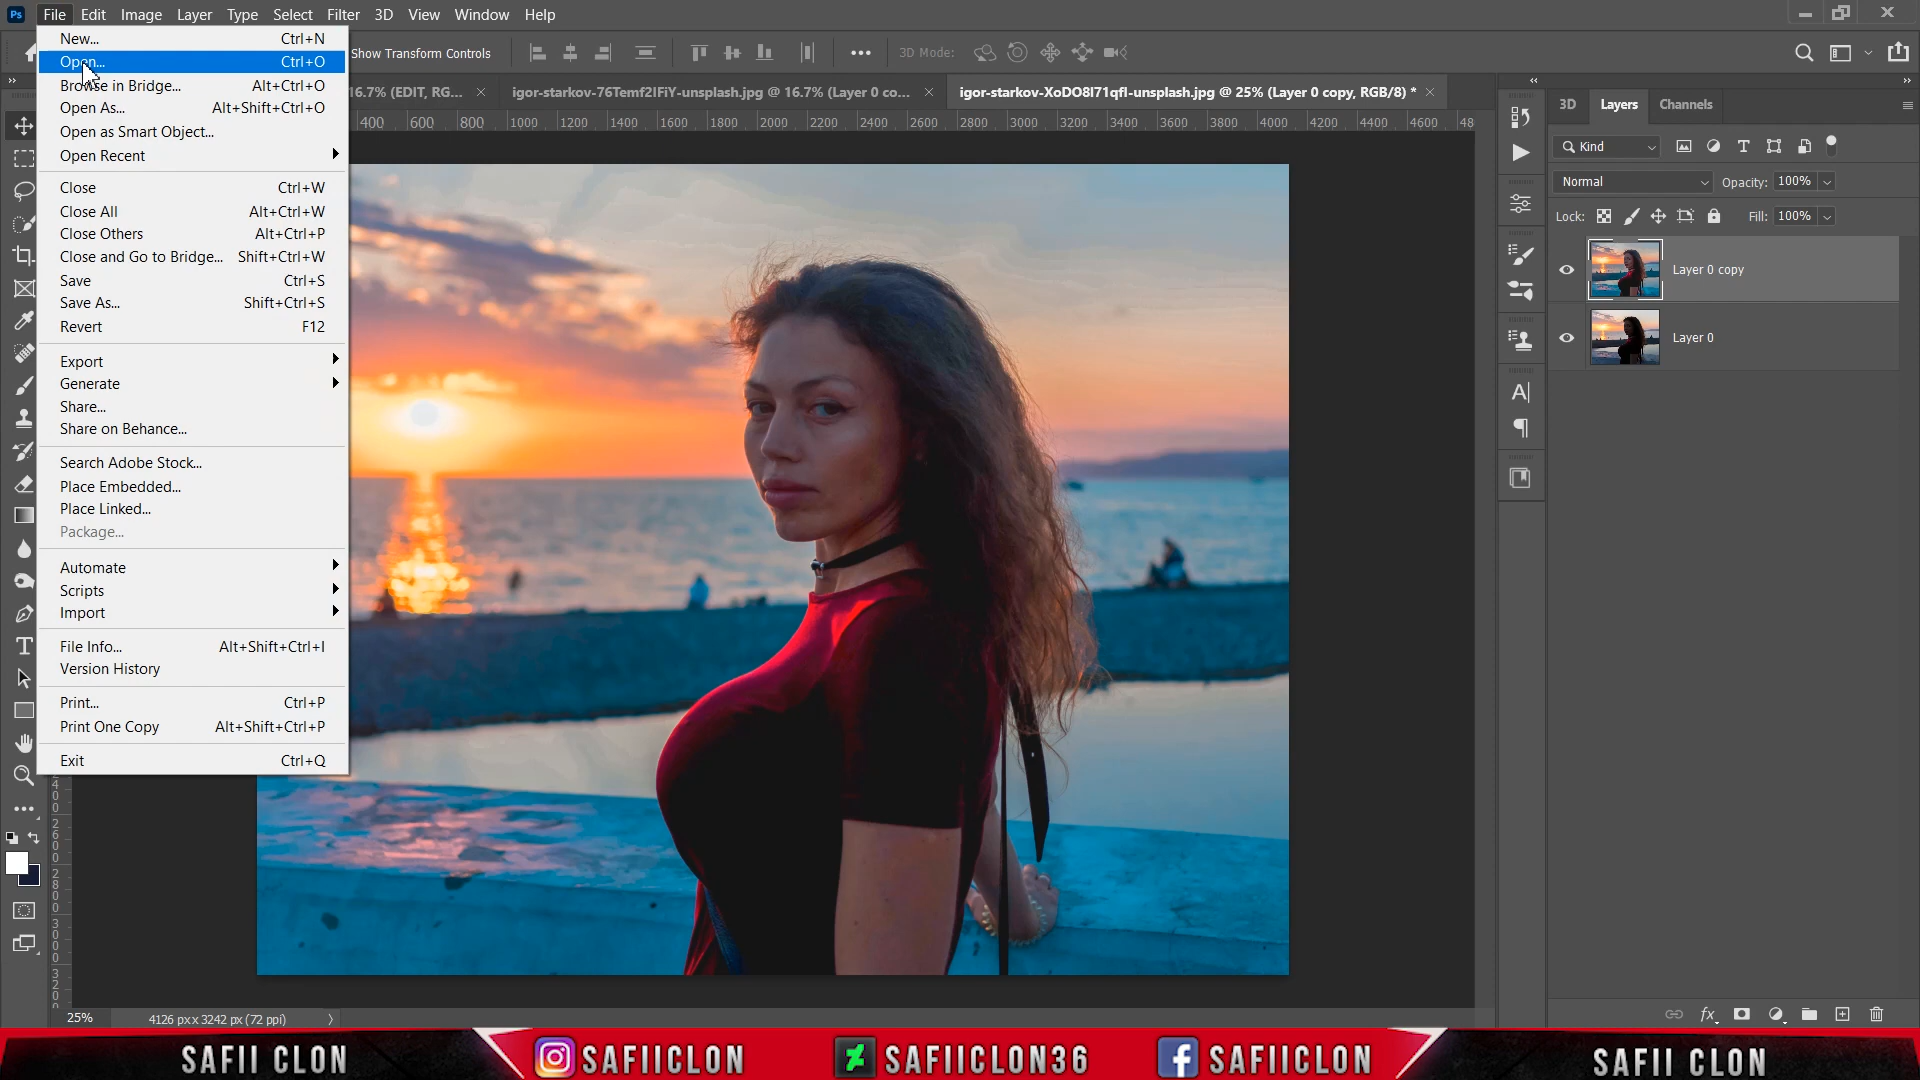 Ps File Edit Image Layer Type Select Filter 3D View Window Help
Show Transform Controls 3D Mode:
16.7% (EDIT, RG... × igor-starkov-76Temf2IFiY-unsplash.jpg @ 16.7% (Layer 0 co... × igor-starkov-XoDO8I71qfI-unsplash.jpg @ 25% (Layer 0 copy, RGB/8) * ×
400 600 800 1000 1200 1400 1600 1800 2000 2200 2400 2600 2800 3000 3200 3400 3600 3800 4000 4200 4400 4600 48
New... Ctrl+N
Open... Ctrl+O
Browse in Bridge... Alt+Ctrl+O
Open As... Alt+Shift+Ctrl+O
Open as Smart Object...
Open Recent
Close Ctrl+W
Close All Alt+Ctrl+W
Close Others Alt+Ctrl+P
Close and Go to Bridge... Shift+Ctrl+W
Save Ctrl+S
Save As... Shift+Ctrl+S
Revert F12
Export
Generate
Share...
Share on Behance...
Search Adobe Stock...
Place Embedded...
Place Linked...
Package...
Automate
Scripts
Import
File Info... Alt+Shift+Ctrl+I
Version History
Print... Ctrl+P
Print One Copy Alt+Shift+Ctrl+P
Exit Ctrl+Q
3D Layers Channels
Kind
Normal Opacity: 100%
Lock: Fill: 100%
Layer 0 copy
Layer 0
fx
25% 4126 px x 3242 px (72 ppi)
SAFII CLON SAFIICLON SAFIICLON36 SAFIICLON SAFII CLON